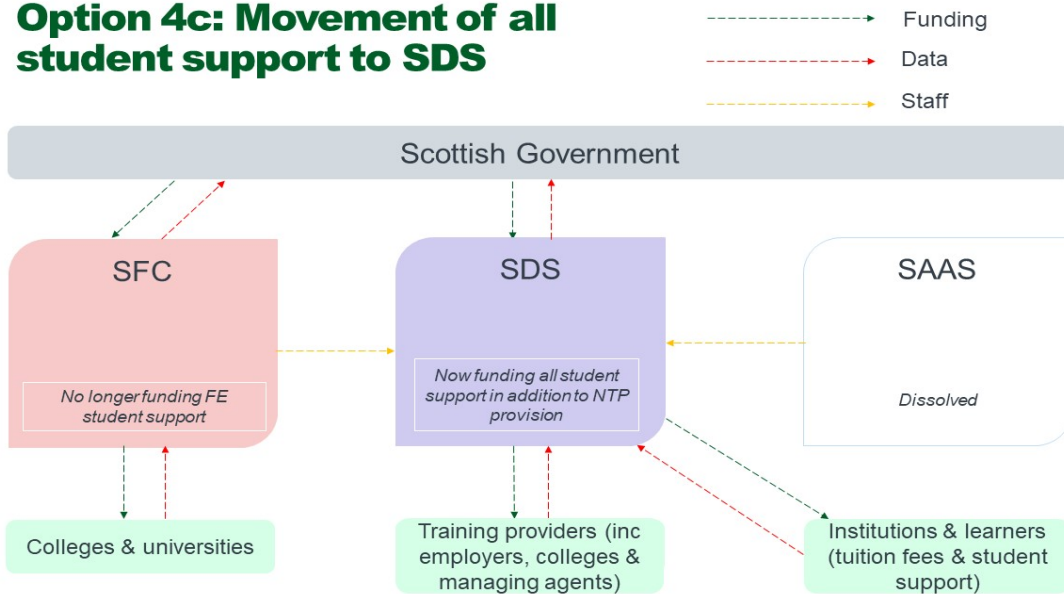 Option 4c: Movement of all
student support to SDS
Funding
Data
Staff
Scottish Government
SFC
SDS
SAAS
No longer funding FE
student support
Now funding all student
support in addition to NTP
provision
Dissolved
Colleges & universities
Training providers (inc
employers, colleges &
managing agents)
Institutions & learners
(tuition fees & student
support)